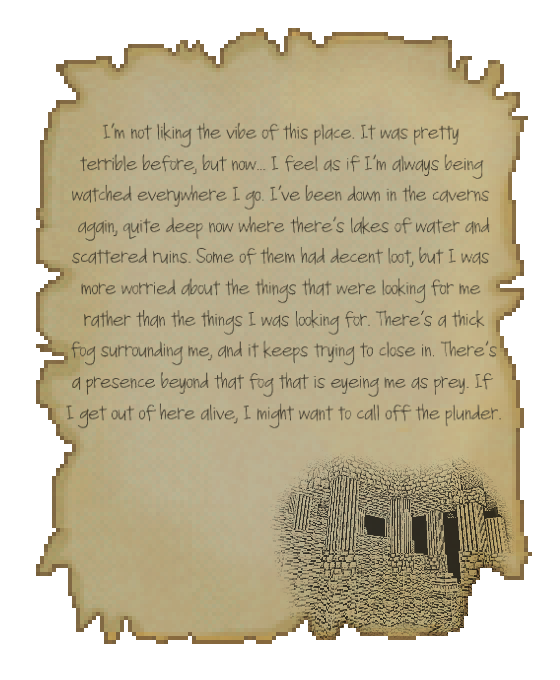 I'm not liking the vibe of this place. It was pretty
terrible before, but now... I feel as if I'm always being
watched everywhere I go. I've been down in the caverns
again, quite deep now where there's lakes of water and
scattered ruins. Some of them had decent loot, but I was
more worried about the things that were looking for me
rather than the things I was looking for. There's a thick
fog surrounding me, and it keeps trying to close in. There's
a presence beyond that fog that is eyeing me as prey. If
I get out of here alive, I might want to call off the plunder.